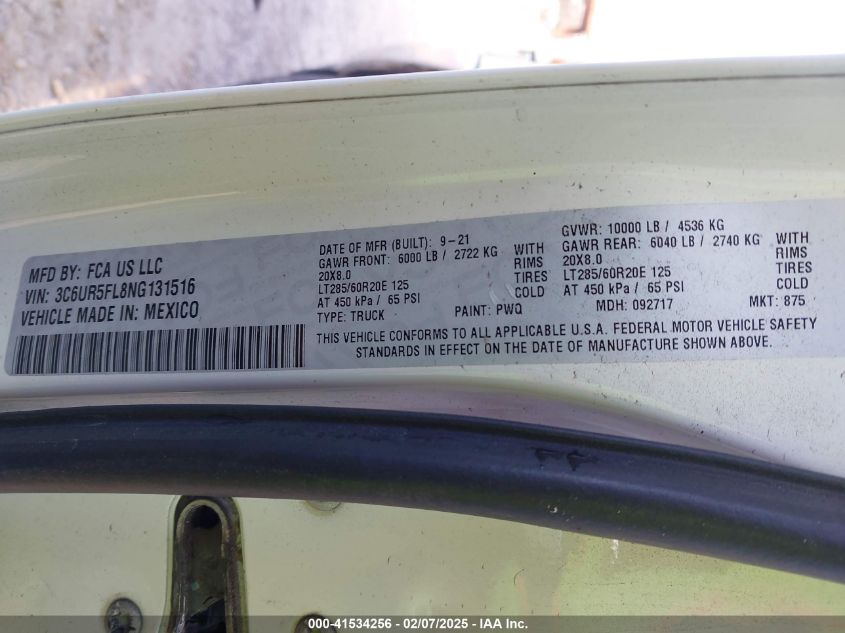 MFD BY: FCA US LLC
VIN: 3C6UR5FL8NG131516
VEHICLE MADE IN: MEXICO
DATE OF MFR (BUILT): 9-21
GAWR FRONT: 6000 LB / 2722 KG WITH
20X8.0 RIMS
LT285/60R20E 125 TIRES
AT 450 kPa / 65 PSI COLD
TYPE: TRUCK PAINT: PWQ
GVWR: 10000 LB / 4536 KG
GAWR REAR: 6040 LB / 2740 KG WITH
20X8.0 RIMS
LT285/60R20E 125 TIRES
AT 450 kPa / 65 PSI COLD
MDH: 092717 MKT: 875
THIS VEHICLE CONFORMS TO ALL APPLICABLE U.S.A. FEDERAL MOTOR VEHICLE SAFETY
STANDARDS IN EFFECT ON THE DATE OF MANUFACTURE SHOWN ABOVE.
000-41534256 - 02/07/2025 - IAA Inc.